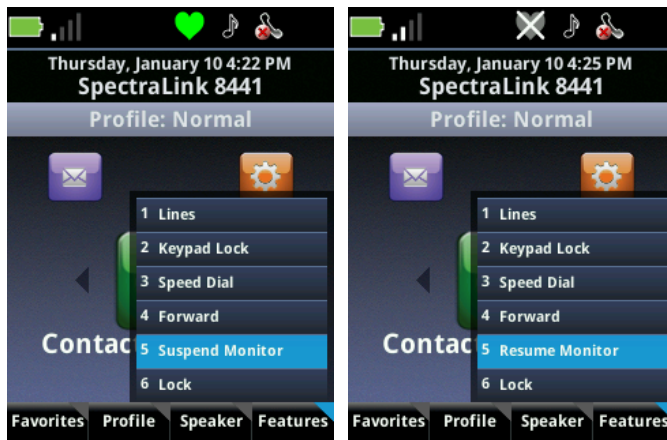 Thursday, January 10 4:22 PM
SpectraLink 8441
Profile: Normal
1 Lines
2 Keypad Lock
3 Speed Dial
4 Forward
Contac
5 Suspend Monitor
6 Lock
Favorites Profile Speaker Features
Thursday, January 10 4:25 PM
SpectraLink 8441
Profile: Normal
1 Lines
2 Keypad Lock
3 Speed Dial
4 Forward
Contac
5 Resume Monitor
6 Lock
Favorites Profile Speaker Features